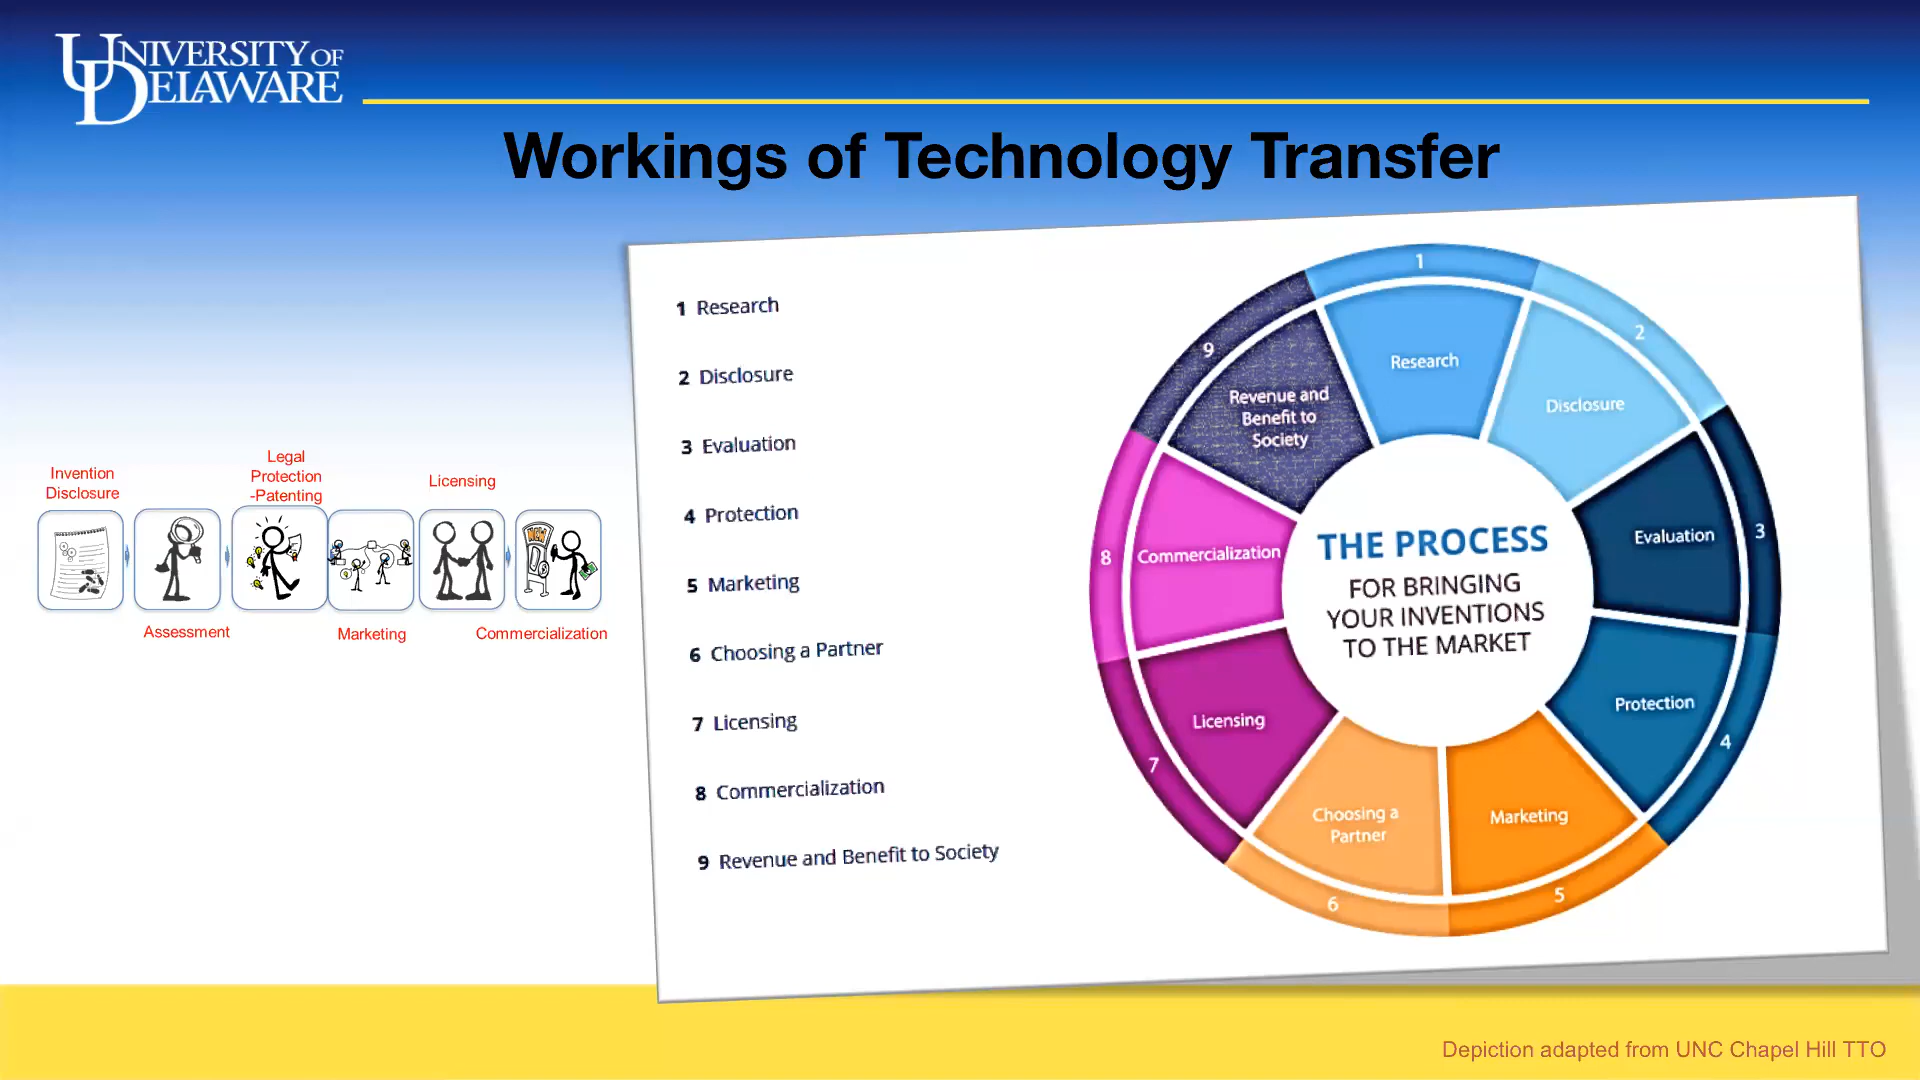 UNIVERSITY OF
DELAWARE
Workings of Technology Transfer
Invention
Disclosure
Assessment
Legal
Protection
-Patenting
Marketing
Licensing
Commercialization
NEW
1 Research
2 Disclosure
3 Evaluation
4 Protection
5 Marketing
6 Choosing a Partner
7 Licensing
8 Commercialization
9 Revenue and Benefit to Society
1
Research
2
Disclosure
3
Evaluation
4
Protection
5
Marketing
6
Choosing a
Partner
7
Licensing
8
Commercialization
9
Revenue and
Benefit to
Society
THE PROCESS
FOR BRINGING
YOUR INVENTIONS
TO THE MARKET
Depiction adapted from UNC Chapel Hill TTO